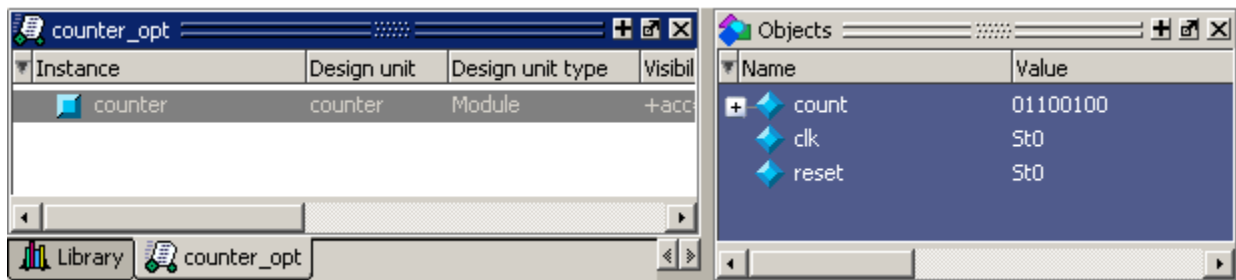 counter_opt
Instance Design unit Design unit type Visibil
counter counter Module +acc
Library counter_opt
Objects
Name Value
count 01100100
clk St0
reset St0